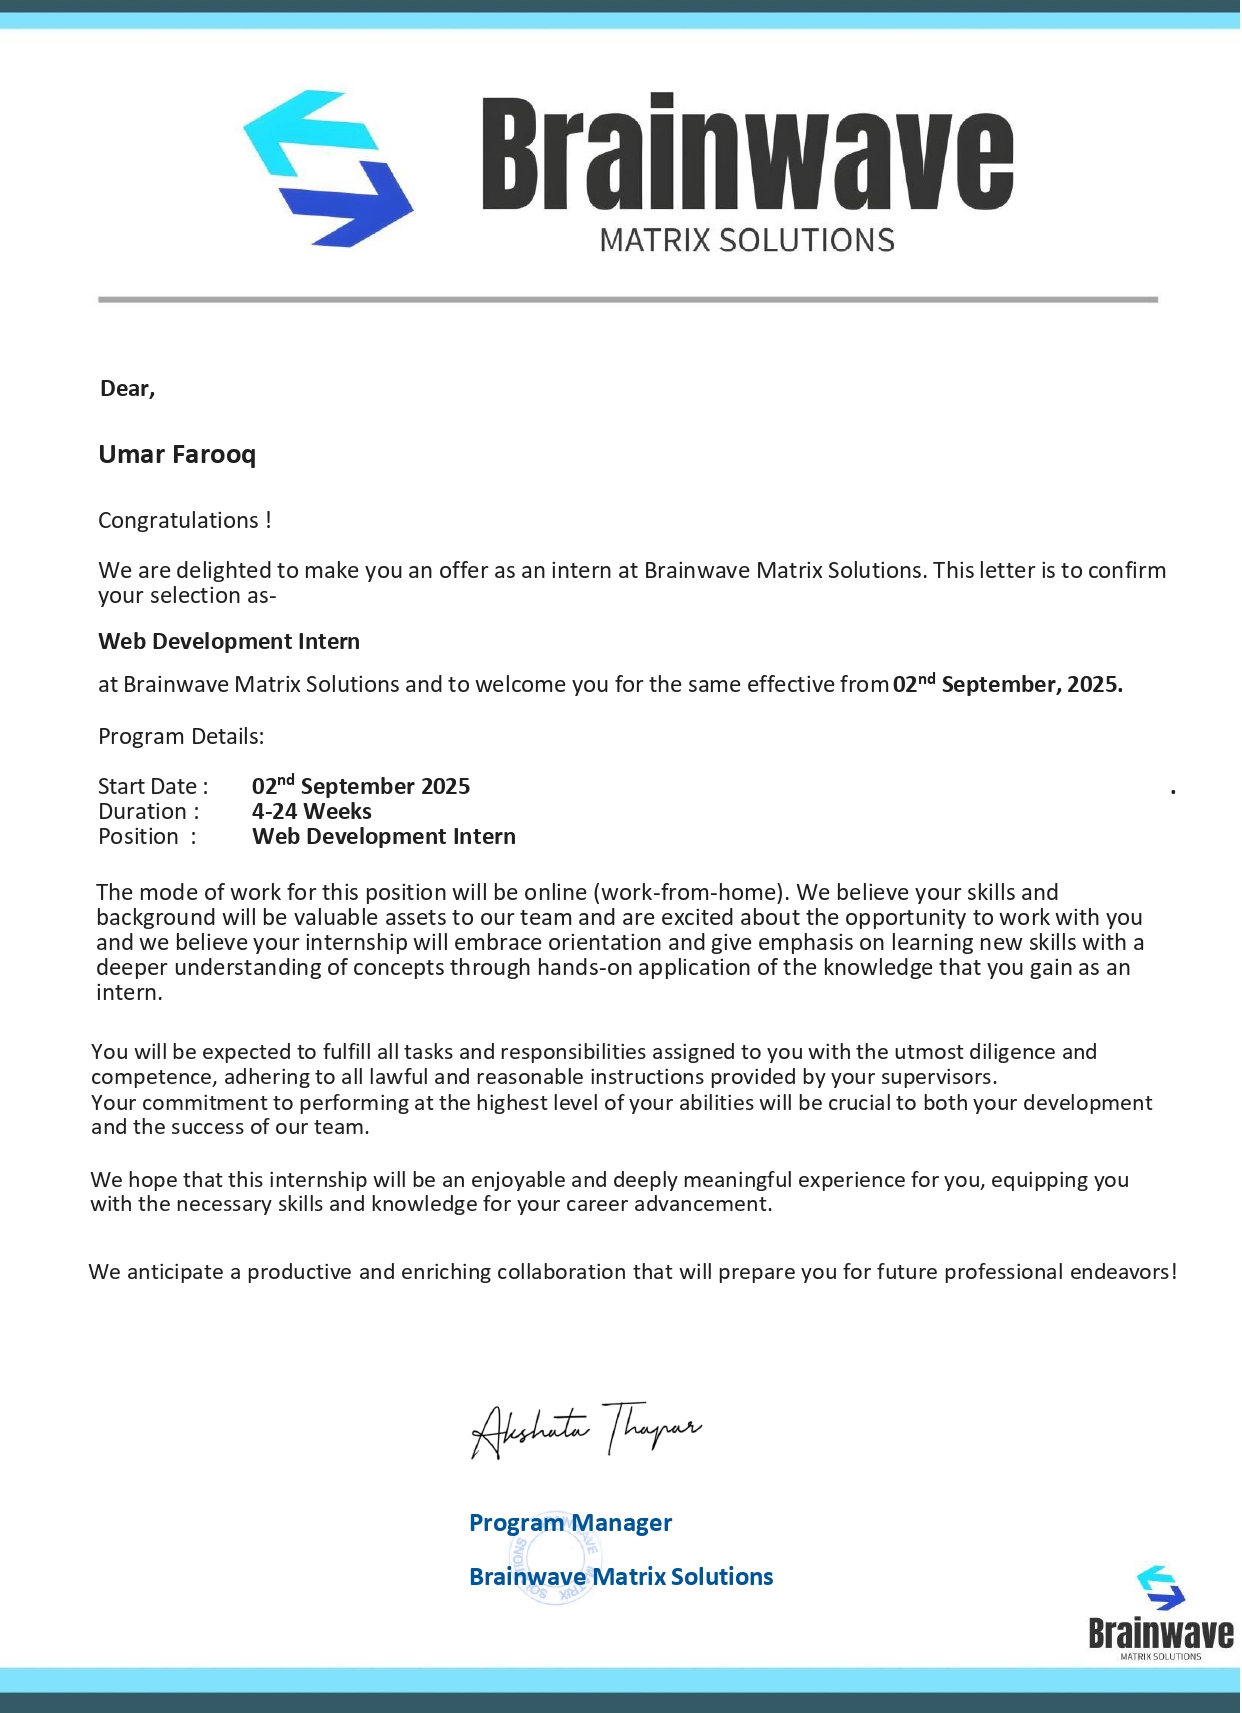 Brainwave
MATRIX SOLUTIONS
Dear,
Umar Farooq
Congratulations !
We are delighted to make you an offer as an intern at Brainwave Matrix Solutions. This letter is to confirm
your selection as-
Web Development Intern
at Brainwave Matrix Solutions and to welcome you for the same effective from 02nd September, 2025.
Program Details:
Start Date : 02nd September 2025 .
Duration : 4-24 Weeks
Position : Web Development Intern
The mode of work for this position will be online (work-from-home). We believe your skills and
background will be valuable assets to our team and are excited about the opportunity to work with you
and we believe your internship will embrace orientation and give emphasis on learning new skills with a
deeper understanding of concepts through hands-on application of the knowledge that you gain as an
intern.
You will be expected to fulfill all tasks and responsibilities assigned to you with the utmost diligence and
competence, adhering to all lawful and reasonable instructions provided by your supervisors.
Your commitment to performing at the highest level of your abilities will be crucial to both your development
and the success of our team.
We hope that this internship will be an enjoyable and deeply meaningful experience for you, equipping you
with the necessary skills and knowledge for your career advancement.
We anticipate a productive and enriching collaboration that will prepare you for future professional endeavors!
Akshata Thapar
Program Manager
BRAINWAVE MATRIX SOLUTIONS
Brainwave Matrix Solutions
Brainwave
MATRIX SOLUTIONS